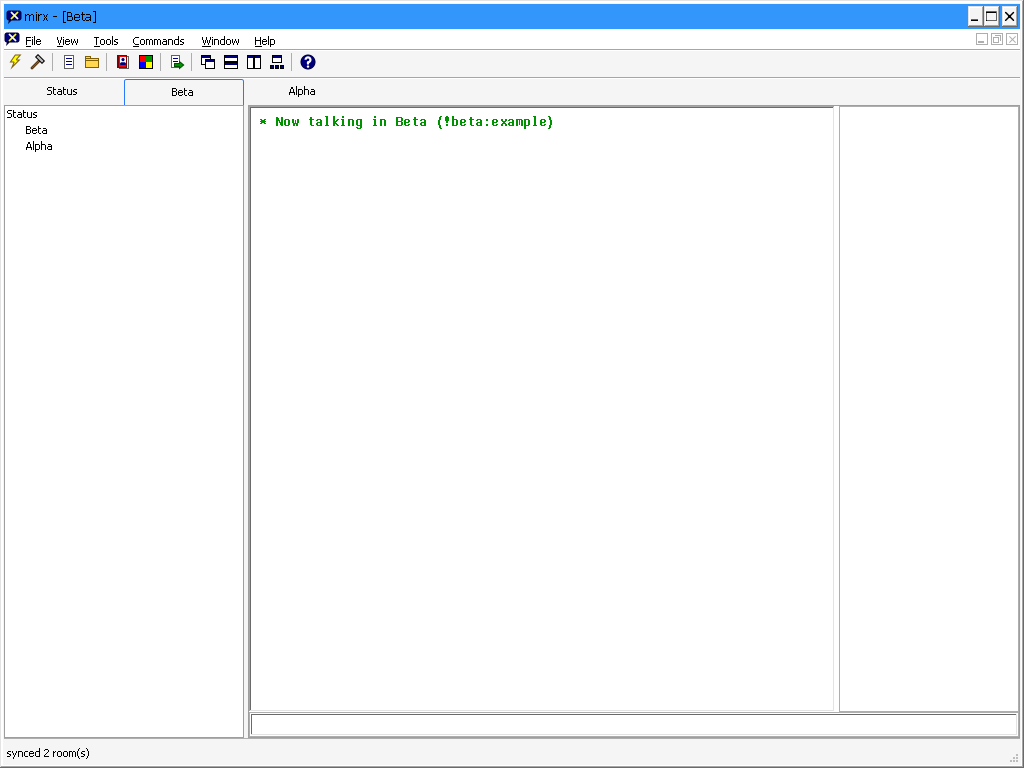 mirx - [Beta]
File View Tools Commands Window Help
Status Beta Alpha
Status
Beta
Alpha
* Now talking in Beta (!beta:example)
synced 2 room(s)